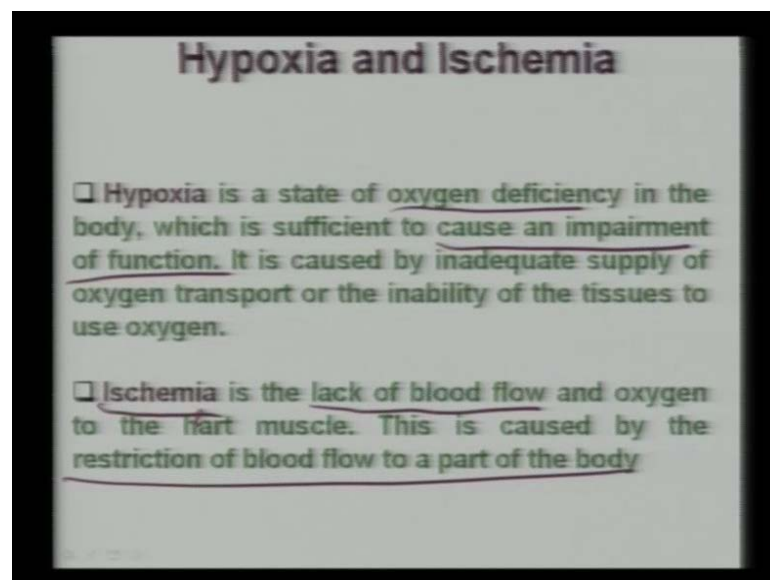 Hypoxia and Ischemia
❑ Hypoxia is a state of oxygen deficiency in the
body, which is sufficient to cause an impairment
of function. It is caused by inadequate supply of
oxygen transport or the inability of the tissues to
use oxygen.
❑ Ischemia is the lack of blood flow and oxygen
to the hart muscle. This is caused by the
restriction of blood flow to a part of the body